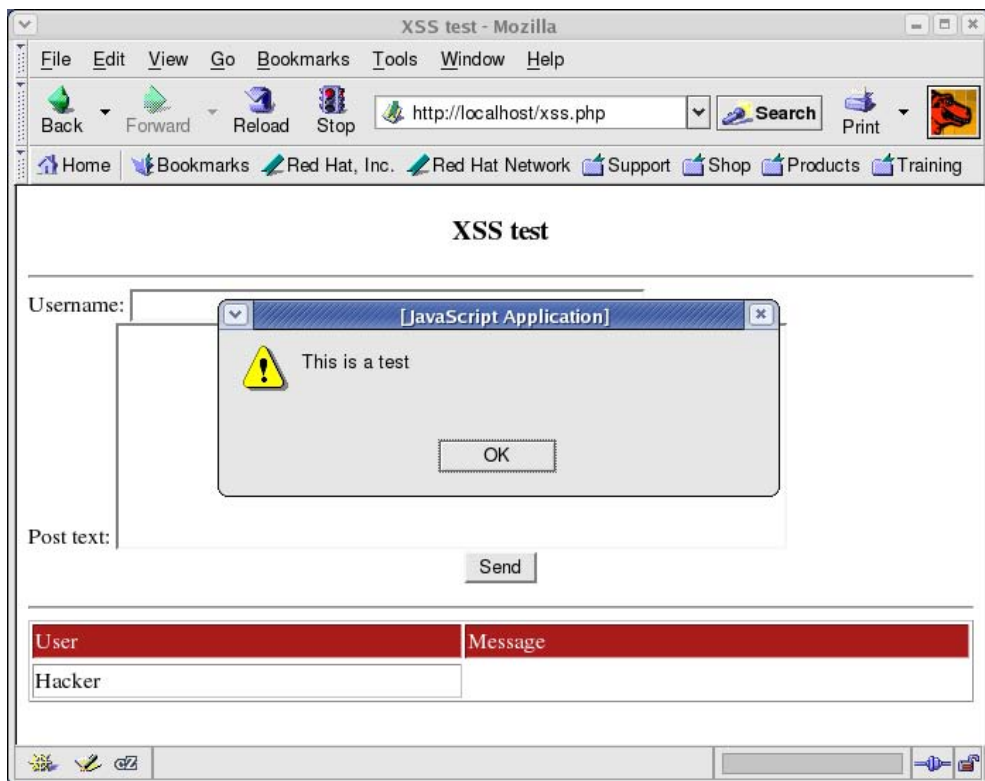 XSS test - Mozilla
File Edit View Go Bookmarks Tools Window Help
Back Forward Reload Stop http://localhost/xss.php Search Print
Home Bookmarks Red Hat, Inc. Red Hat Network Support Shop Products Training
XSS test
Username:
[JavaScript Application]
This is a test
OK
Post text:
Send
User Message
Hacker